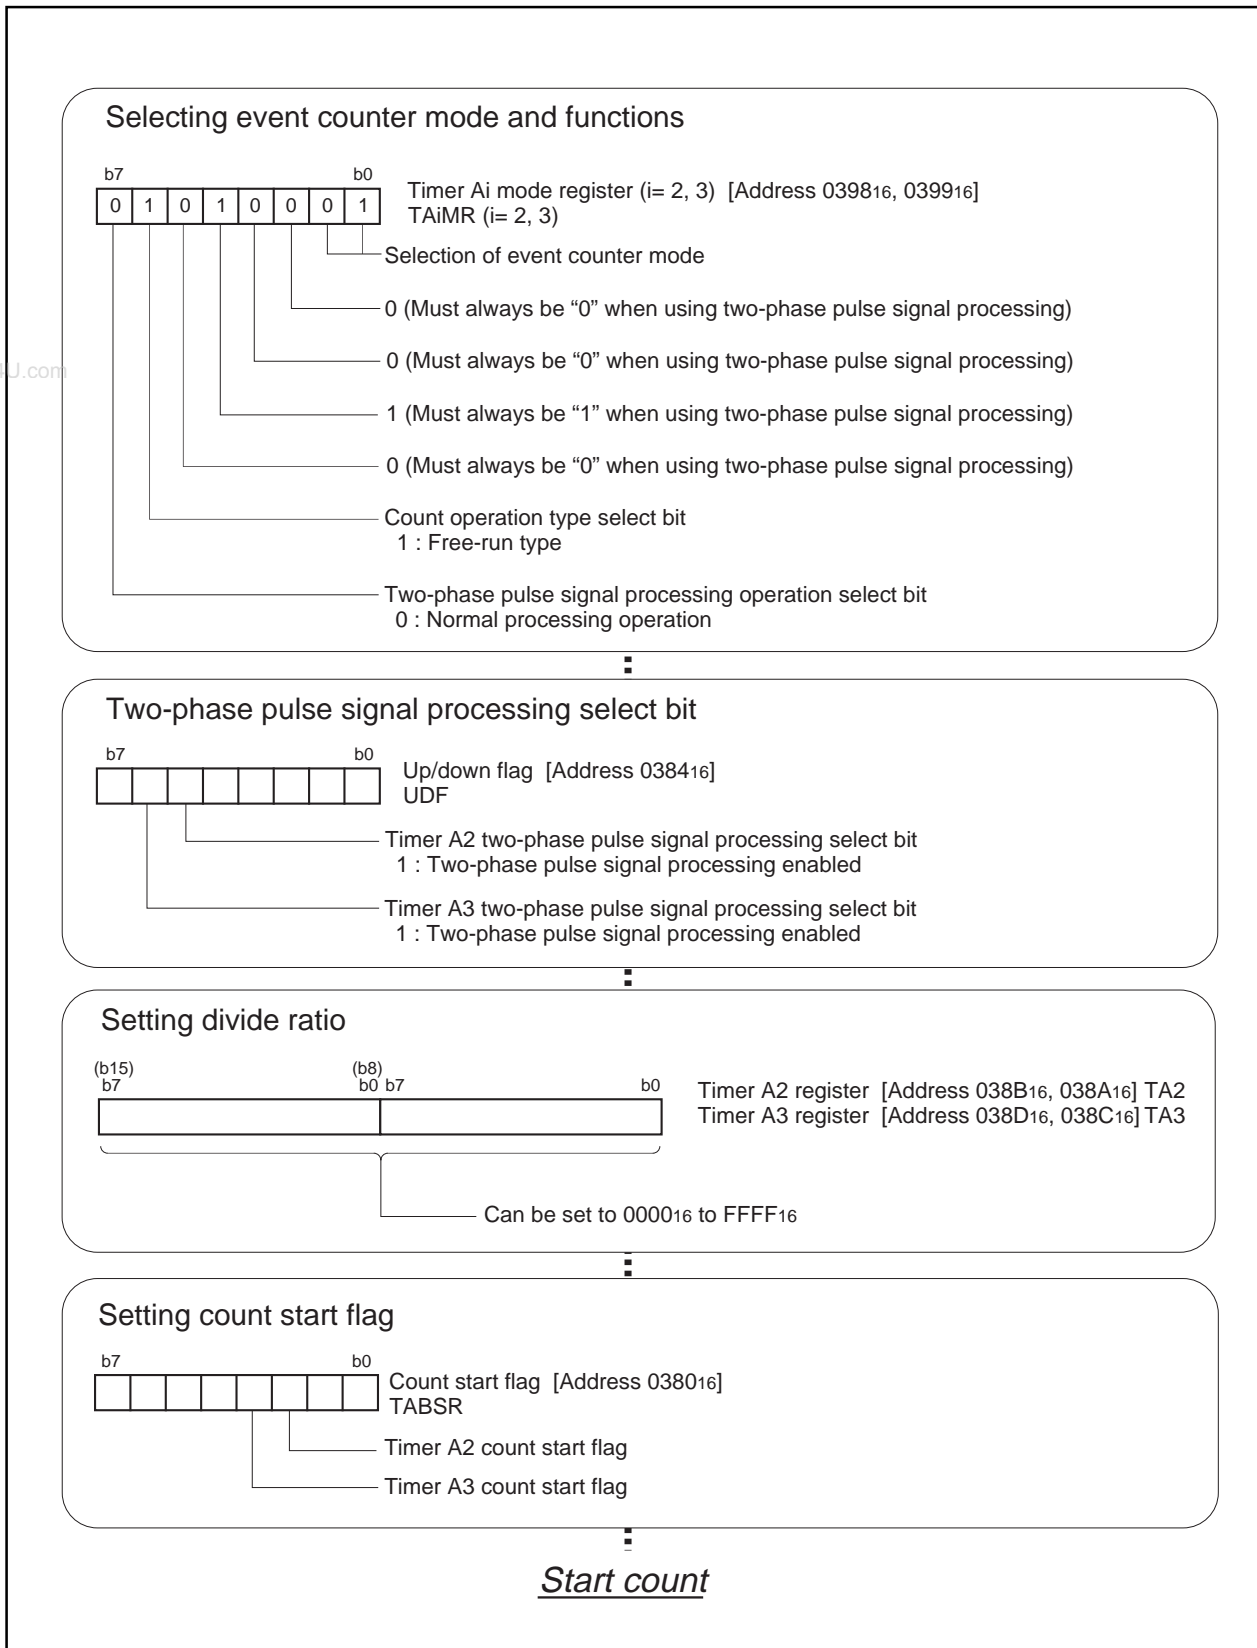 Selecting event counter mode and functions
b7 b0
0 1 0 1 0 0 0 1
Timer Ai mode register (i= 2, 3) [Address 039816, 039916]
TAiMR (i= 2, 3)
Selection of event counter mode
0 (Must always be “0” when using two-phase pulse signal processing)
0 (Must always be “0” when using two-phase pulse signal processing)
1 (Must always be “1” when using two-phase pulse signal processing)
0 (Must always be “0” when using two-phase pulse signal processing)
Count operation type select bit
1 : Free-run type
Two-phase pulse signal processing operation select bit
0 : Normal processing operation
Two-phase pulse signal processing select bit
b7 b0
Up/down flag [Address 038416]
UDF
Timer A2 two-phase pulse signal processing select bit
1 : Two-phase pulse signal processing enabled
Timer A3 two-phase pulse signal processing select bit
1 : Two-phase pulse signal processing enabled
Setting divide ratio
(b15) (b8)
b7 b0 b7 b0
Timer A2 register [Address 038B16, 038A16] TA2
Timer A3 register [Address 038D16, 038C16] TA3
Can be set to 000016 to FFFF16
Setting count start flag
b7 b0
Count start flag [Address 038016]
TABSR
Timer A2 count start flag
Timer A3 count start flag
Start count